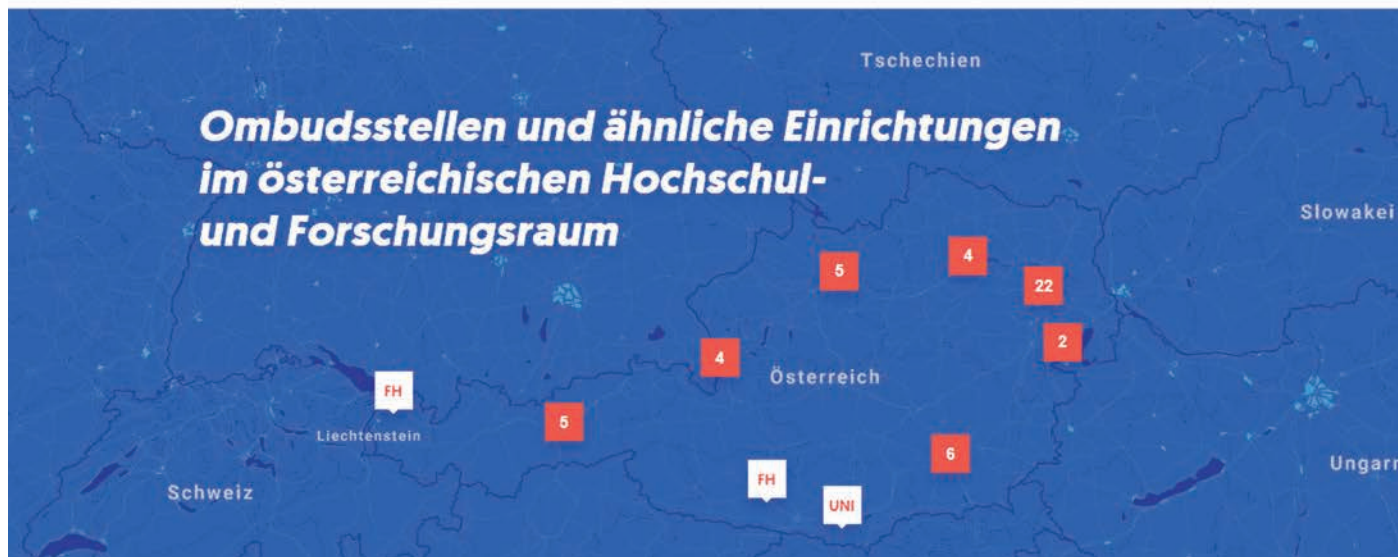 Tschechien
Ombudsstellen und ähnliche Einrichtungen
im österreichischen Hochschul-
und Forschungsraum
Slowakei
4
5
22
2
4
Österreich
FH
5
Liechtenstein
6
Ungarn
FH
Schweiz
UNI